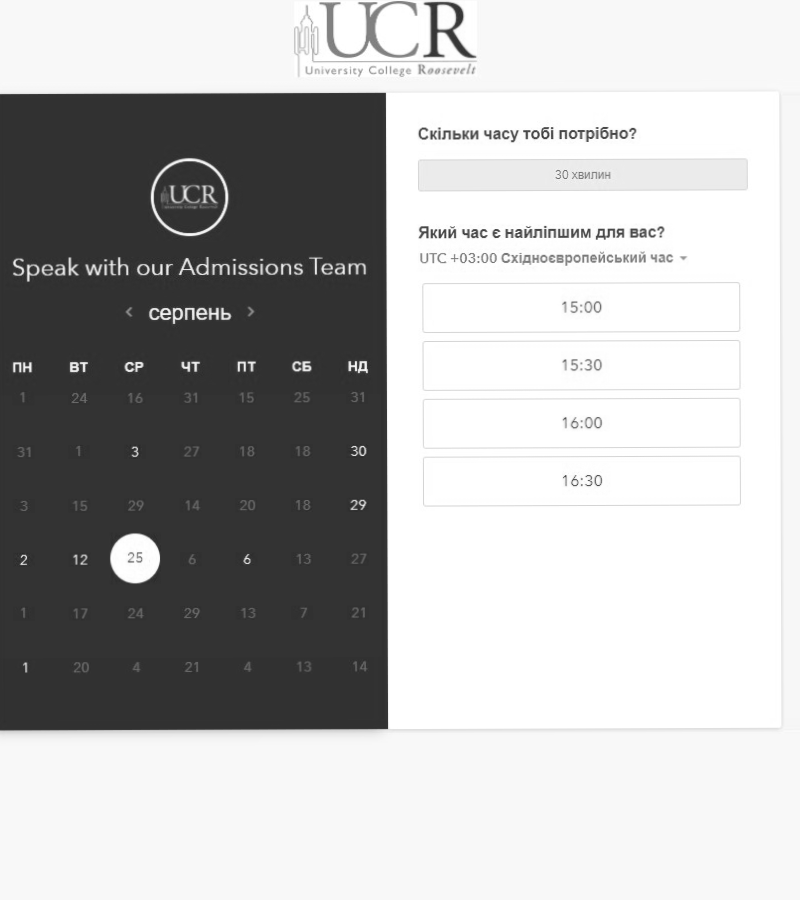 UCR
University College Roosevelt
UCR
Speak with our Admissions Team
серпень
ПН ВТ СР ЧТ ПТ СБ НД
1 24 16 31 15 25 31
31 1 3 27 18 18 30
3 15 29 14 20 18 29
2 12 25 6 6 13 27
1 17 24 29 13 7 21
1 20 4 21 4 13 14
Скільки часу тобі потрібно?
30 хвилин
Який час є найліпшим для вас?
UTC +03:00 Східноєвропейський час
15:00
15:30
16:00
16:30